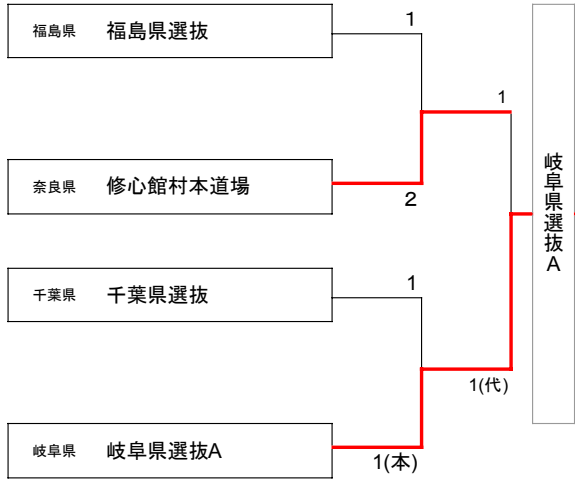 福島県 福島県選抜
1
1
奈良県 修心館村本道場
2
千葉県 千葉県選抜
1
1(代)
岐阜県 岐阜県選抜A
1(本)
岐阜県選抜A